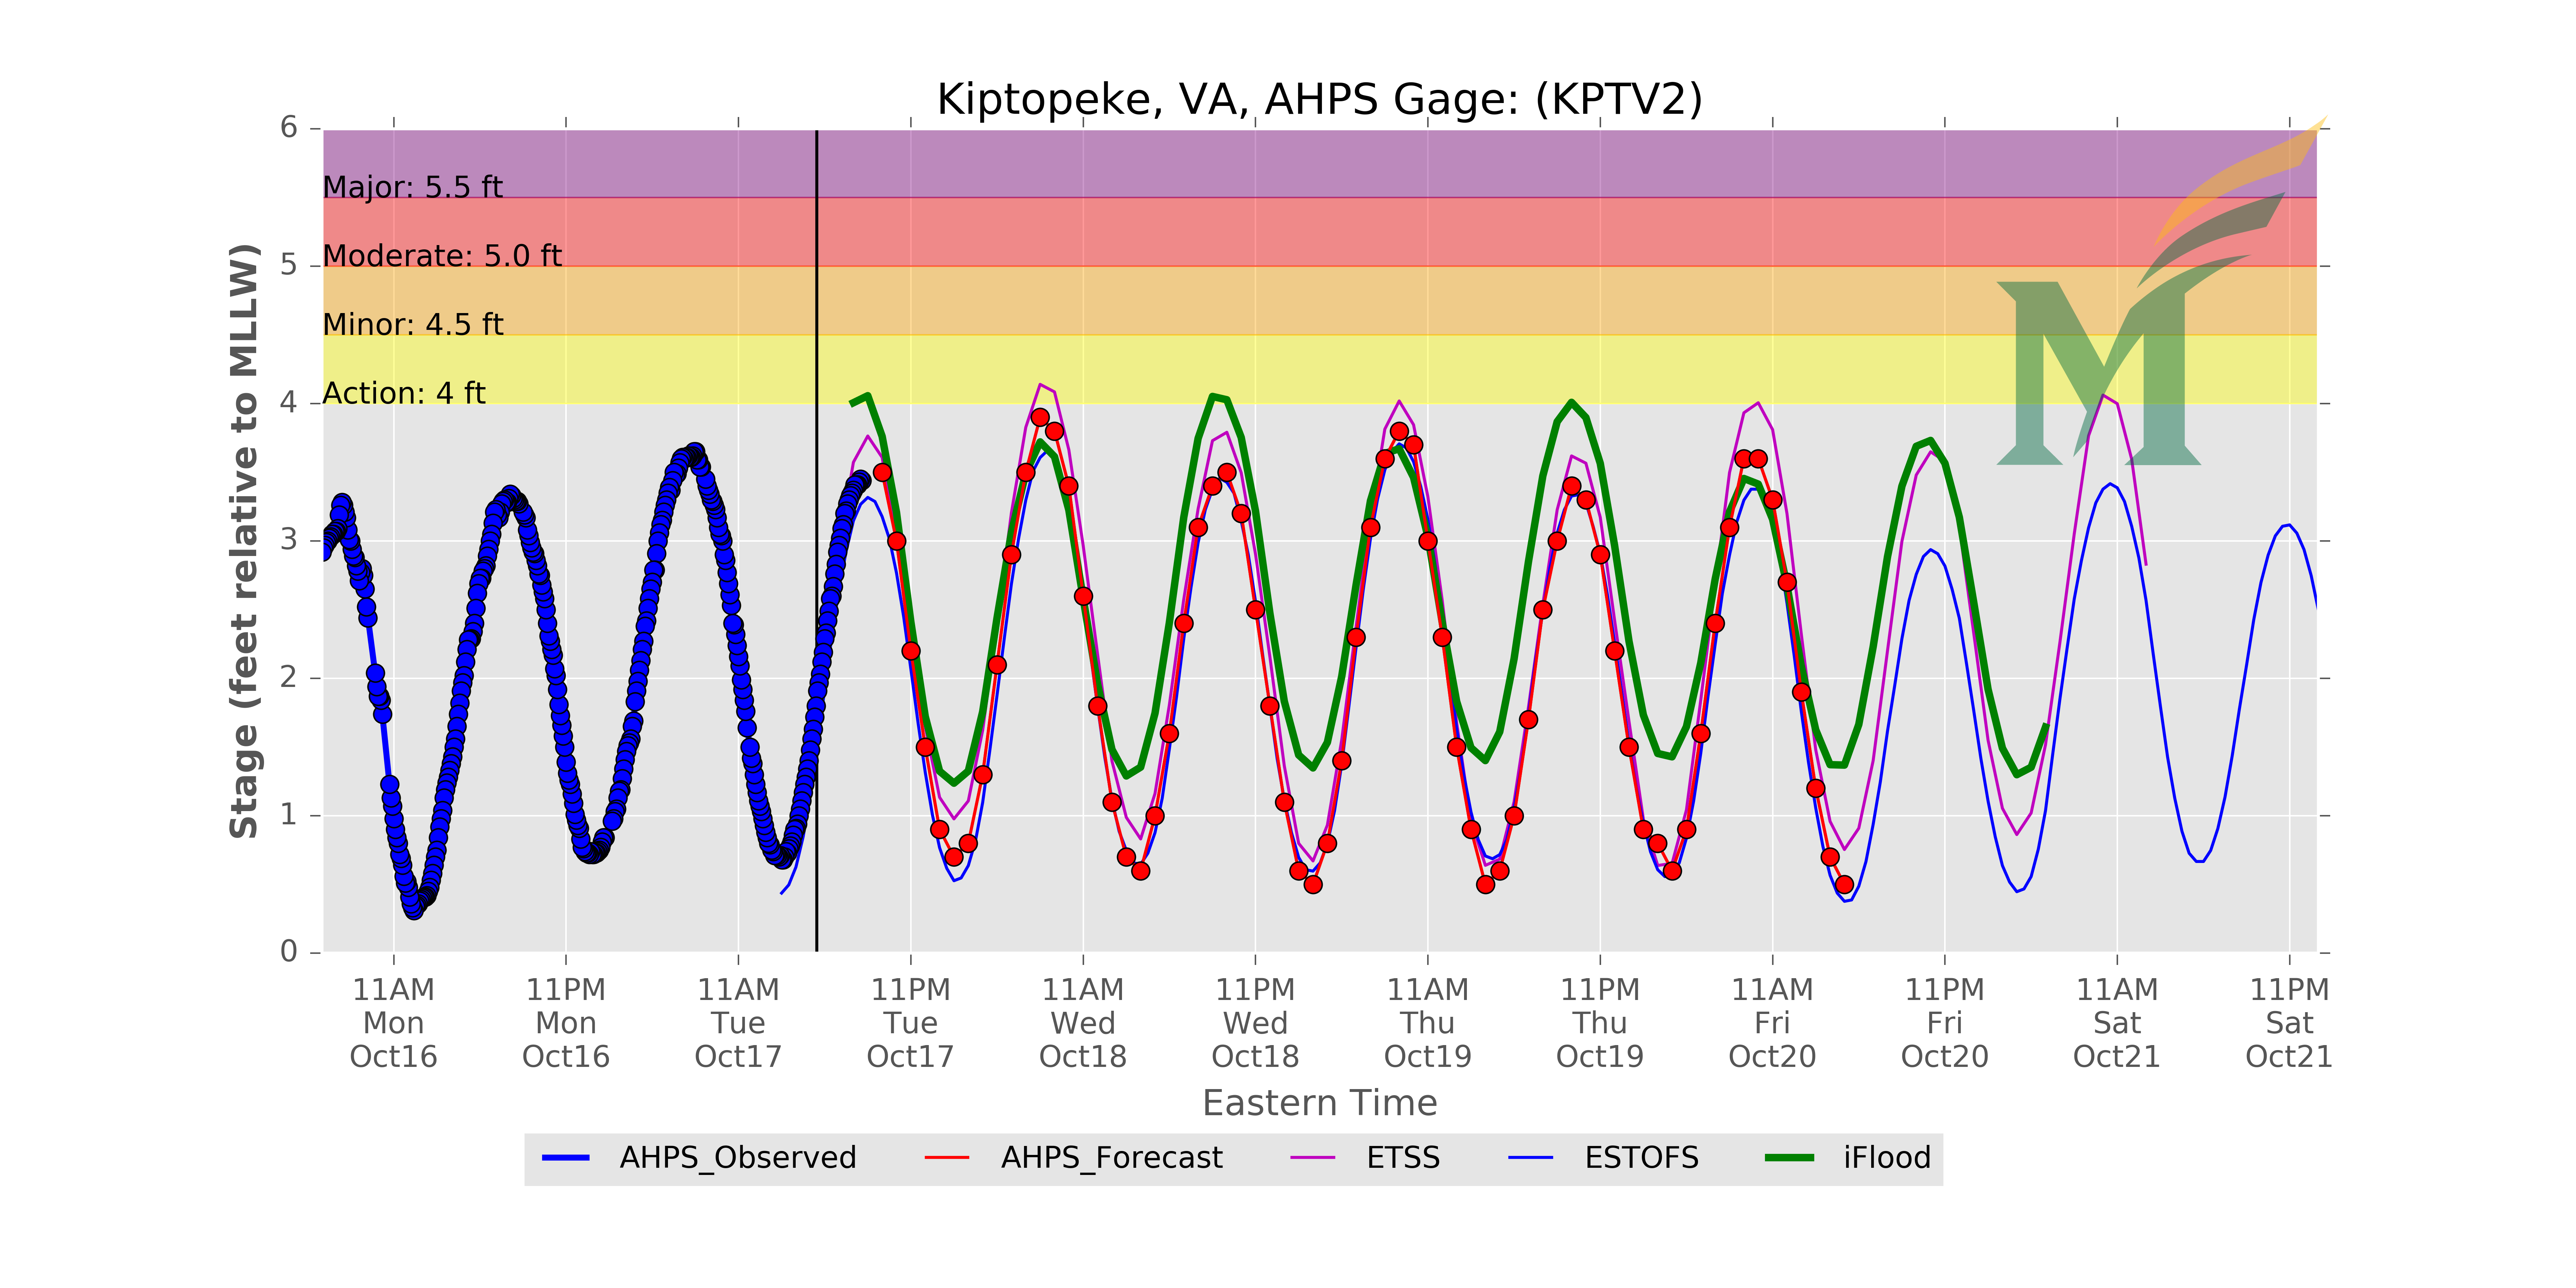 Kiptopeke, VA, AHPS Gage: (KPTV2)
6
Major: 5.5 ft
Moderate: 5.0 ft
5
Minor: 4.5 ft
Action: 4 ft
4
3
2
1
0
Stage (feet relative to MLLW)
M
11AM 11PM 11AM 11PM 11AM 11PM 11AM 11PM 11AM 11PM 11AM 11PM
Mon Mon Tue Tue Wed Wed Thu Thu Fri Fri Sat Sat
Oct16 Oct16 Oct17 Oct17 Oct18 Oct18 Oct19 Oct19 Oct20 Oct20 Oct21 Oct21
Eastern Time
AHPS_Observed AHPS_Forecast ETSS ESTOFS iFlood